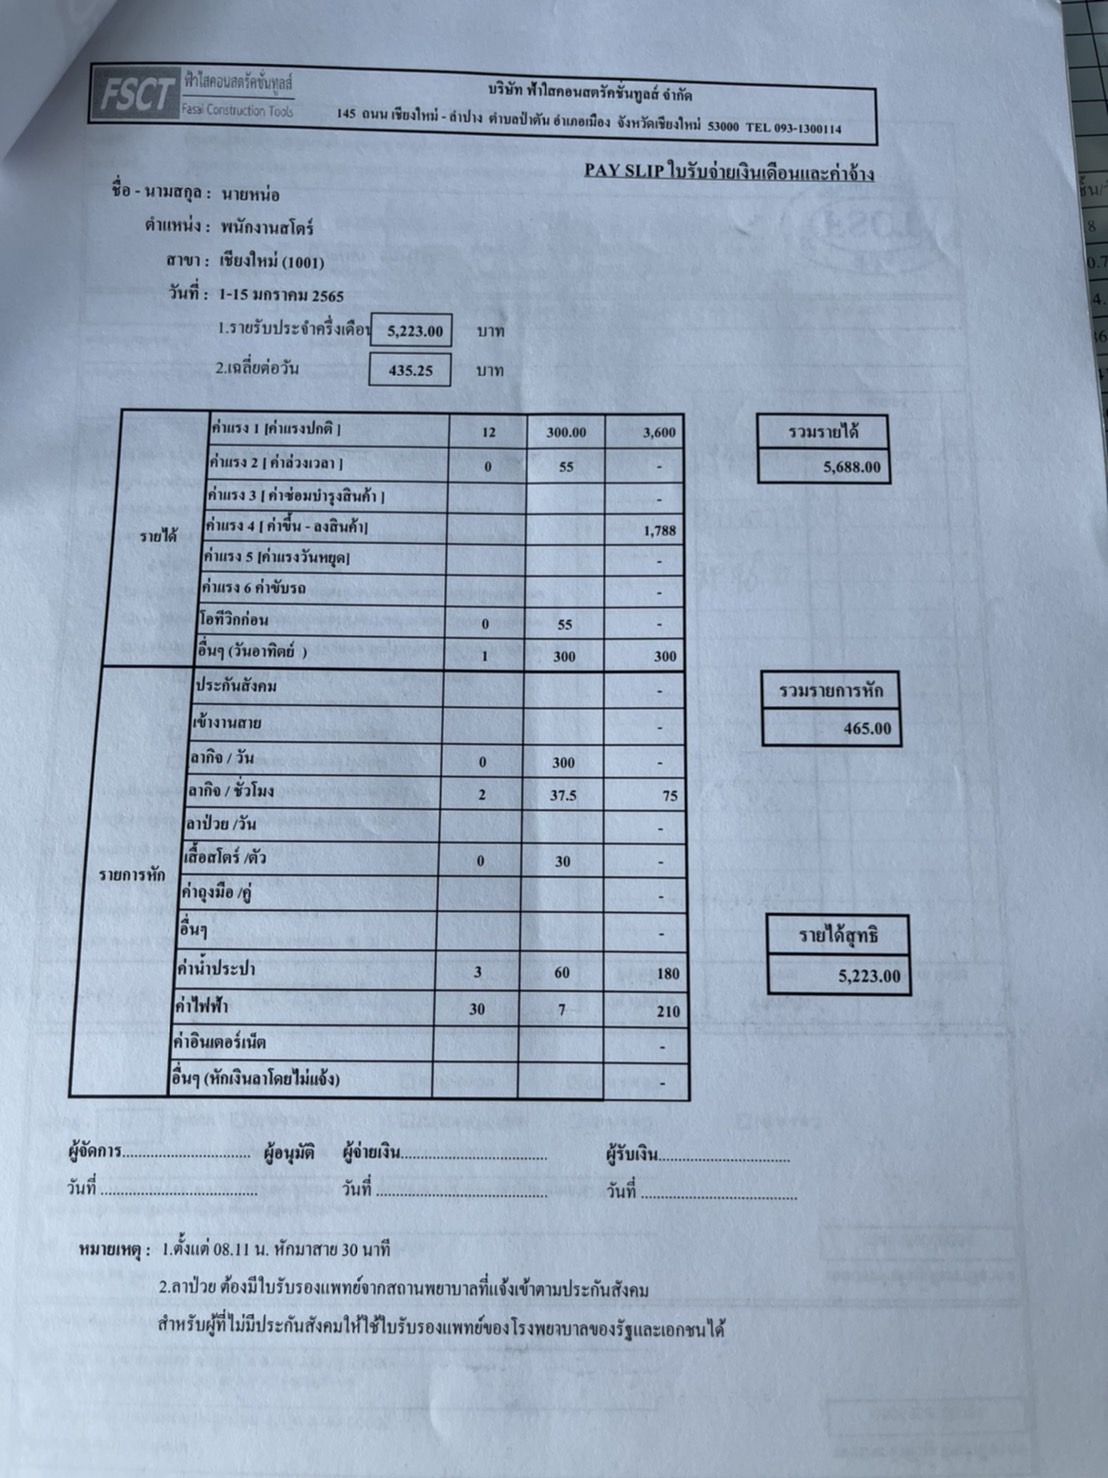 FSCT ฟ้าใสคอนสตรัคชั่นทูลส์
Fasai Construction Tools
บริษัท ฟ้าใสคอนสตรัคชั่นทูลส์ จำกัด
145 ถนน เชียงใหม่ - ลำปาง ตำบลป่าตัน อำเภอเมือง จังหวัดเชียงใหม่ 53000 TEL 093-1300114
PAY SLIP ใบรับจ่ายเงินเดือนและค่าจ้าง
ชื่อ - นามสกุล : นายหน่อ
ตำแหน่ง : พนักงานสโตร์
สาขา : เชียงใหม่ (1001)
วันที่ : 1-15 มกราคม 2565
1.รายรับประจำครึ่งเดือน 5,223.00 บาท
2.เฉลี่ยต่อวัน 435.25 บาท
รายได้
ค่าแรง 1 [ค่าแรงปกติ ] 12 300.00 3,600
ค่าแรง 2 [ ค่าล่วงเวลา ] 0 55 -
ค่าแรง 3 [ ค่าซ่อมบำรุงสินค้า ] -
ค่าแรง 4 [ ค่าขึ้น - ลงสินค้า] 1,788
ค่าแรง 5 [ค่าแรงวันหยุด] -
ค่าแรง 6 ค่าขับรถ -
โอทีวิกก่อน 0 55 -
อื่นๆ (วันอาทิตย์ ) 1 300 300
รวมรายได้
5,688.00
รายการหัก
ประกันสังคม -
เข้างานสาย -
ลากิจ / วัน 0 300 -
ลากิจ / ชั่วโมง 2 37.5 75
ลาป่วย /วัน -
เสื้อสโตร์ /ตัว 0 30 -
ค่าถุงมือ /คู่ -
อื่นๆ -
ค่าน้ำประปา 3 60 180
ค่าไฟฟ้า 30 7 210
ค่าอินเตอร์เน็ต -
อื่นๆ (หักเงินลาโดยไม่แจ้ง) -
รวมรายการหัก
465.00
รายได้สุทธิ
5,223.00
ผู้จัดการ............................... ผู้อนุมัติ ผู้จ่ายเงิน.................................... ผู้รับเงิน................................
วันที่ ...................................... วันที่ .......................................... วันที่ ......................................
หมายเหตุ : 1.ตั้งแต่ 08.11 น. หักมาสาย 30 นาที
2.ลาป่วย ต้องมีใบรับรองแพทย์จากสถานพยาบาลที่แจ้งเข้าตามประกันสังคม
สำหรับผู้ที่ไม่มีประกันสังคมให้ใช้ใบรับรองแพทย์ของโรงพยาบาลของรัฐและเอกชนได้